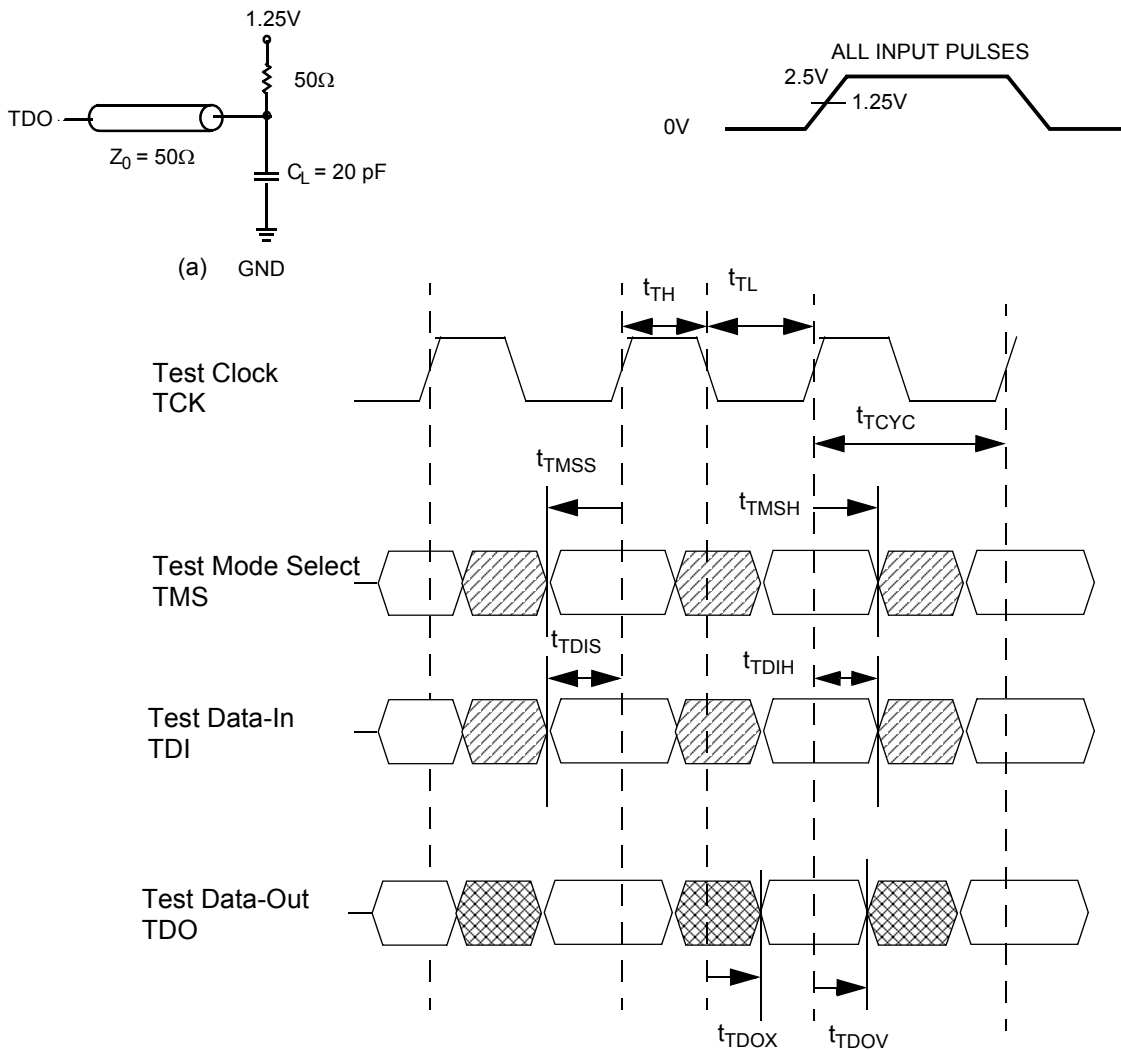 1.25V
ALL INPUT PULSES
50Ω
2.5V
1.25V
TDO
0V
Z0 = 50Ω
CL = 20 pF
(a) GND
tTH
tTL
Test Clock
TCK
tTCYC
tTMSS
tTMSH
Test Mode Select
TMS
tTDIS
tTDIH
Test Data-In
TDI
Test Data-Out
TDO
tTDOX
tTDOV